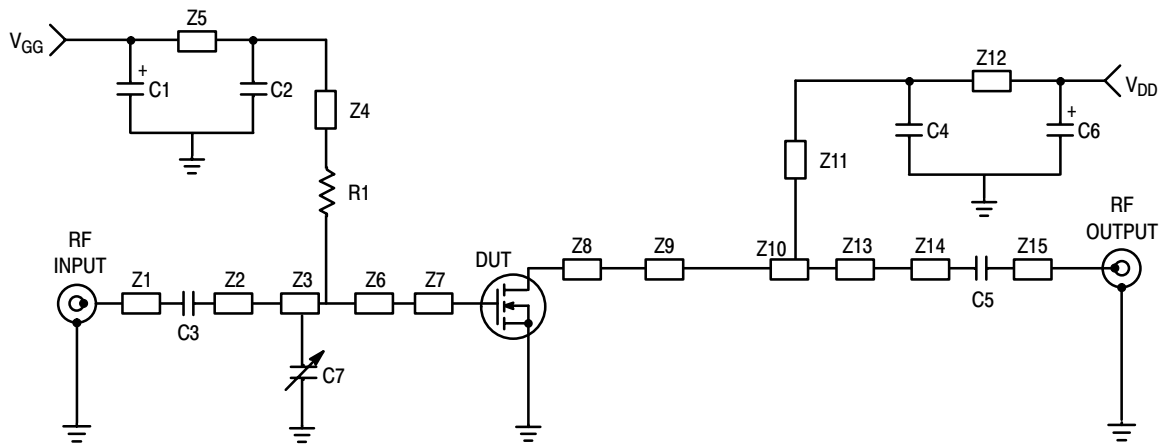 Z5
VGG
+
C1
C2
Z4
R1
Z12
VDD
C4
+
C6
Z11
RF
INPUT
Z1
C3
Z2
Z3
Z6
Z7
C7
DUT
Z8
Z9
Z10
Z13
Z14
C5
Z15
RF
OUTPUT